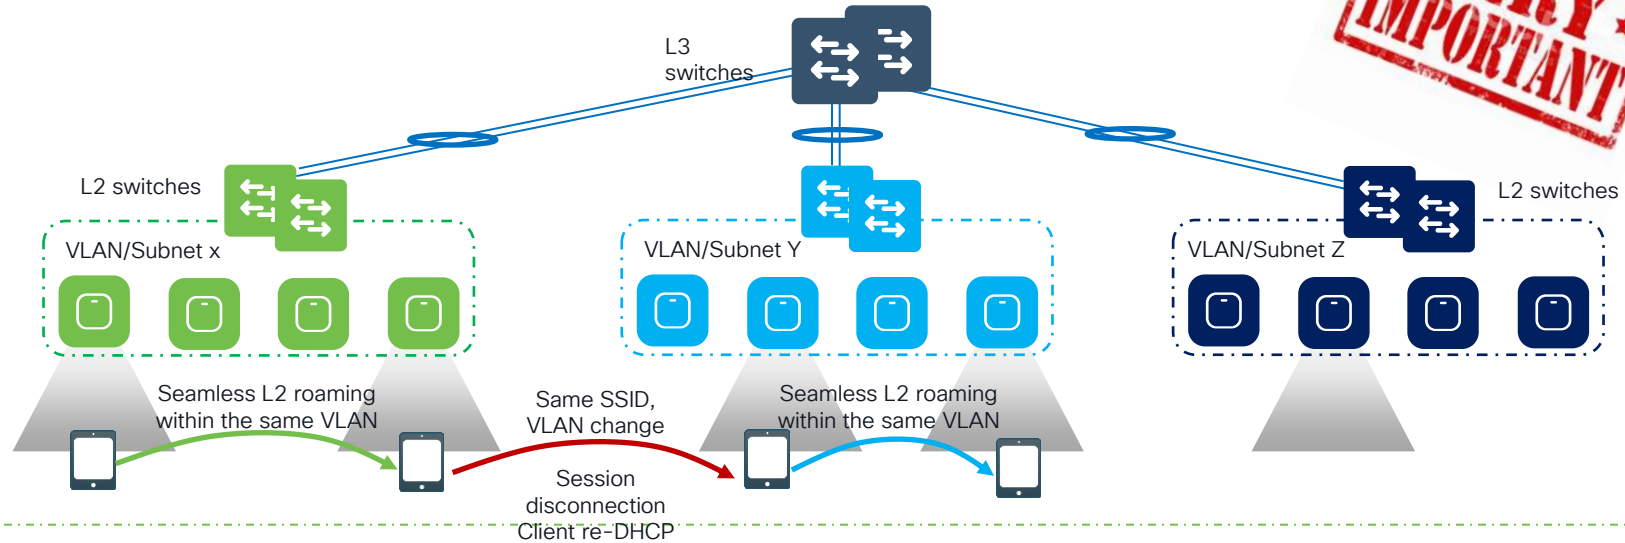 L3
switches
IMPORTANT
L2 switches
L2 switches
VLAN/Subnet x
VLAN/Subnet Y
VLAN/Subnet Z
Seamless L2 roaming
within the same VLAN
Same SSID,
VLAN change
Seamless L2 roaming
within the same VLAN
Session
disconnection
Client re-DHCP